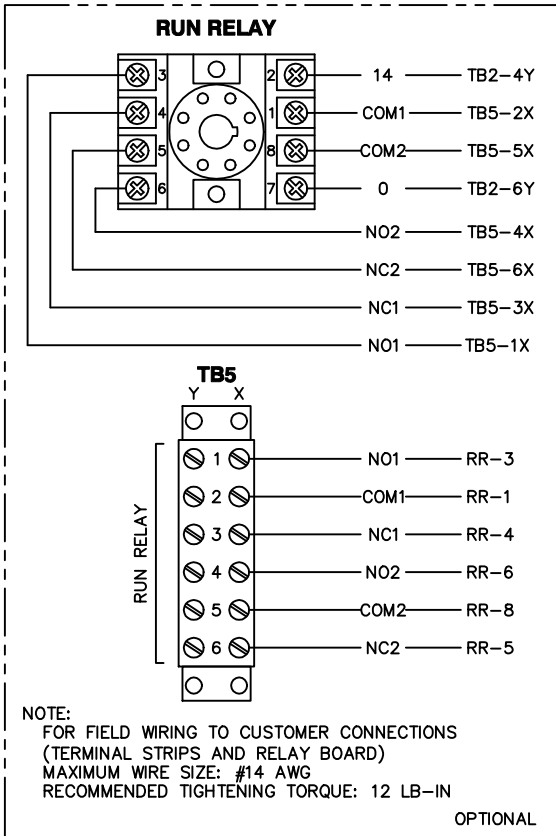 RUN RELAY
3 2 14 TB2-4Y
4 1 COM1 TB5-2X
5 8 COM2 TB5-5X
6 7 0 TB2-6Y
NO2 TB5-4X
NC2 TB5-6X
NC1 TB5-3X
NO1 TB5-1X
TB5
Y X
RUN RELAY
1 NO1 RR-3
2 COM1 RR-1
3 NC1 RR-4
4 NO2 RR-6
5 COM2 RR-8
6 NC2 RR-5
NOTE:
FOR FIELD WIRING TO CUSTOMER CONNECTIONS
(TERMINAL STRIPS AND RELAY BOARD)
MAXIMUM WIRE SIZE: #14 AWG
RECOMMENDED TIGHTENING TORQUE: 12 LB-IN
OPTIONAL